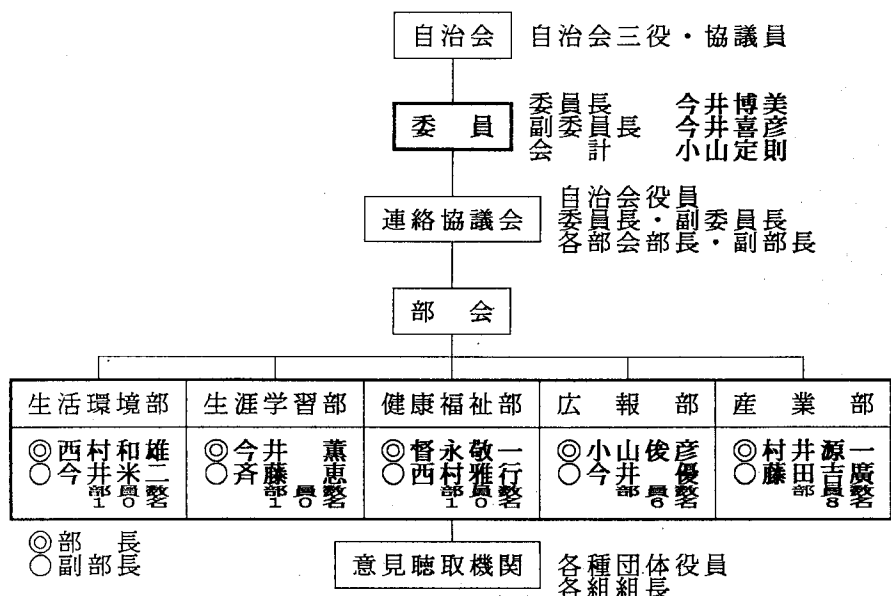 自治会 自治会三役・協議員
委員 委員長 今井博美
副委員長 今井喜彦
会計 小山定則
連絡協議会 自治会役員
委員長・副委員長
各部会部長・副部長
部会
生活環境部 生涯学習部 健康福祉部 広報部 産業部
◎西村和雄 ◎今井薫 ◎督永敬一 ◎小山俊彦 ◎村井源一
○今井米二 ○斉藤恵 ○西村雅行 ○今井優 ○藤田吉廣
部員数 部員数 部員数 部員数 部員数
10名 10名 10名 6名 8名
◎部長
○副部長
意見聴取機関 各種団体役員
各組組長